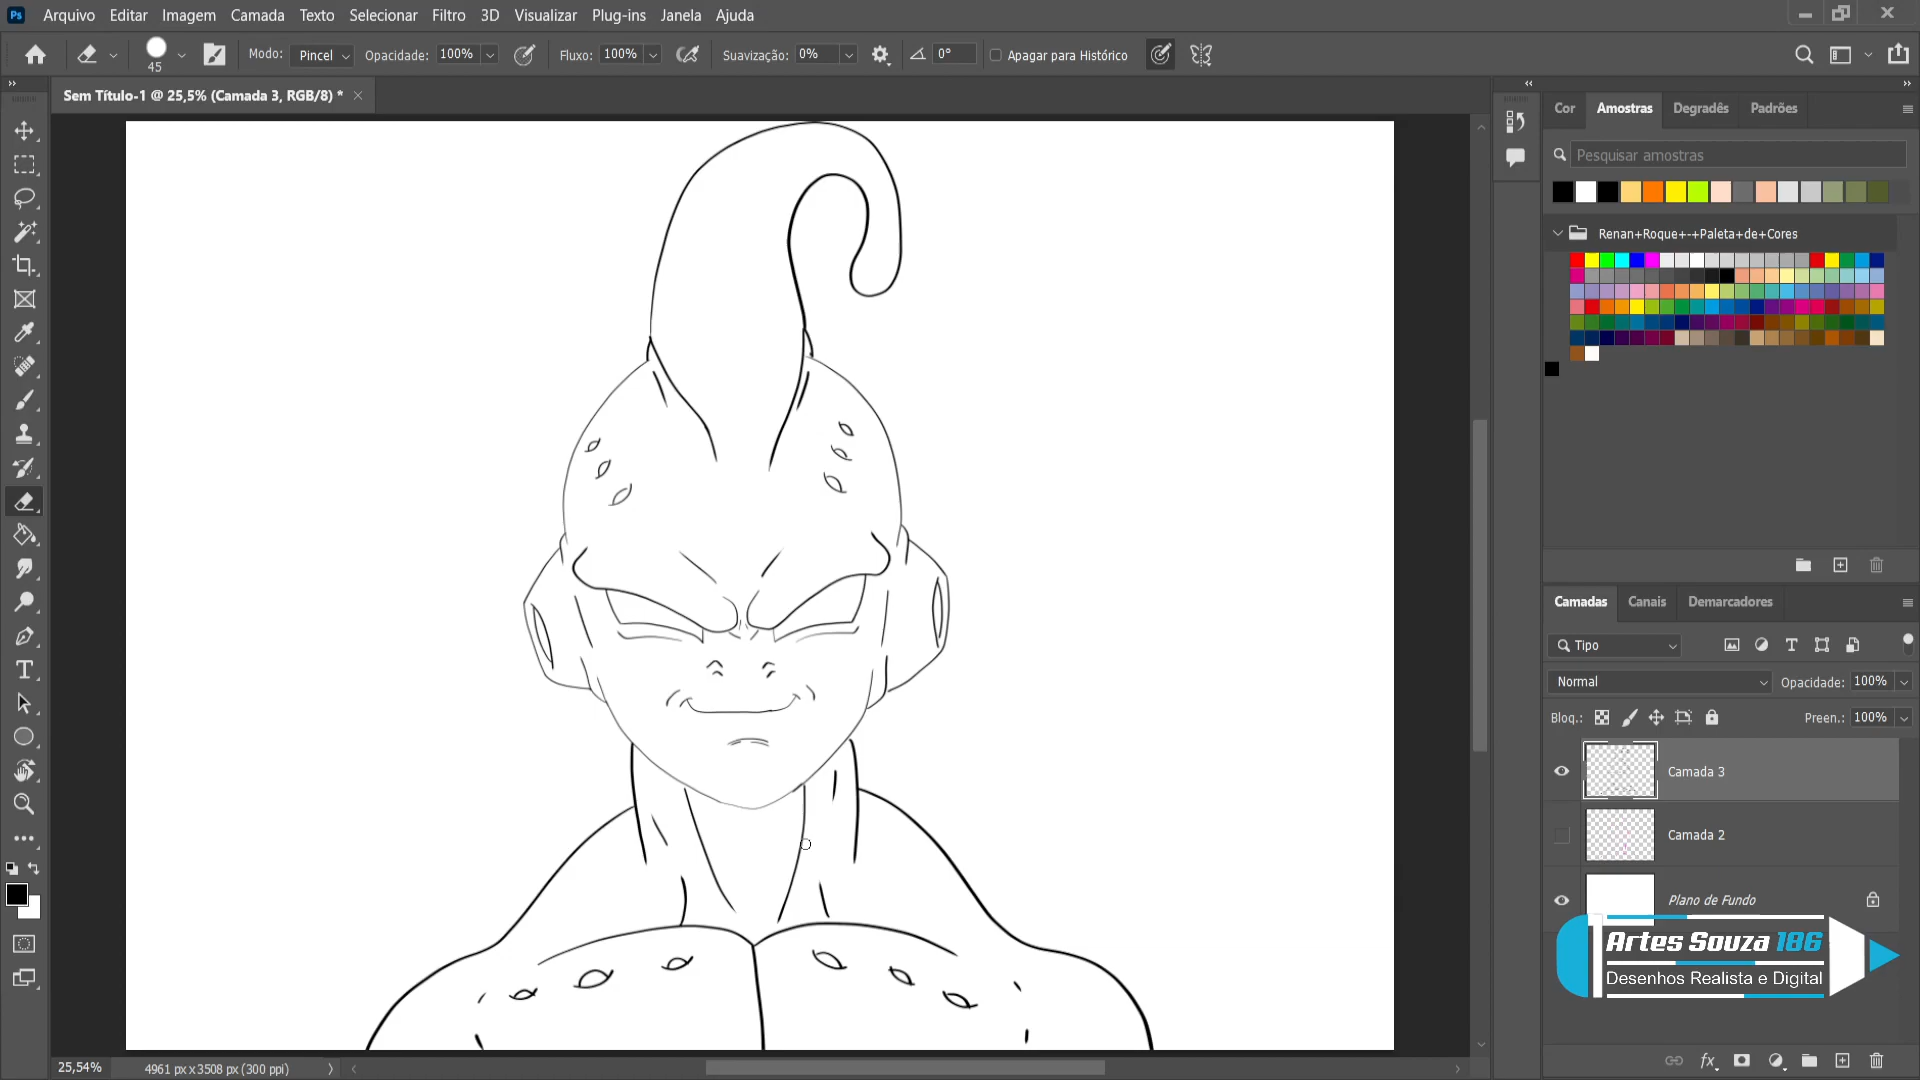 Ps Arquivo Editar Imagem Camada Texto Selecionar Filtro 3D Visualizar Plug-ins Janela Ajuda
45 Modo: Pincel Opacidade: 100% Fluxo: 100% Suavização: 0% 0° Apagar para Histórico
Sem Título-1 @ 25,5% (Camada 3, RGB/8) *
Cor Amostras Degradês Padrões
Pesquisar amostras
Renan+Roque+-+Paleta+de+Cores
Camadas Canais Demarcadores
Tipo
Normal Opacidade: 100%
Bloq.: Preen.: 100%
Camada 3
Camada 2
Plano de Fundo
Artes Souza 186
Desenhos Realista e Digital
fx
25,54% 4961 px x 3508 px (300 ppi)